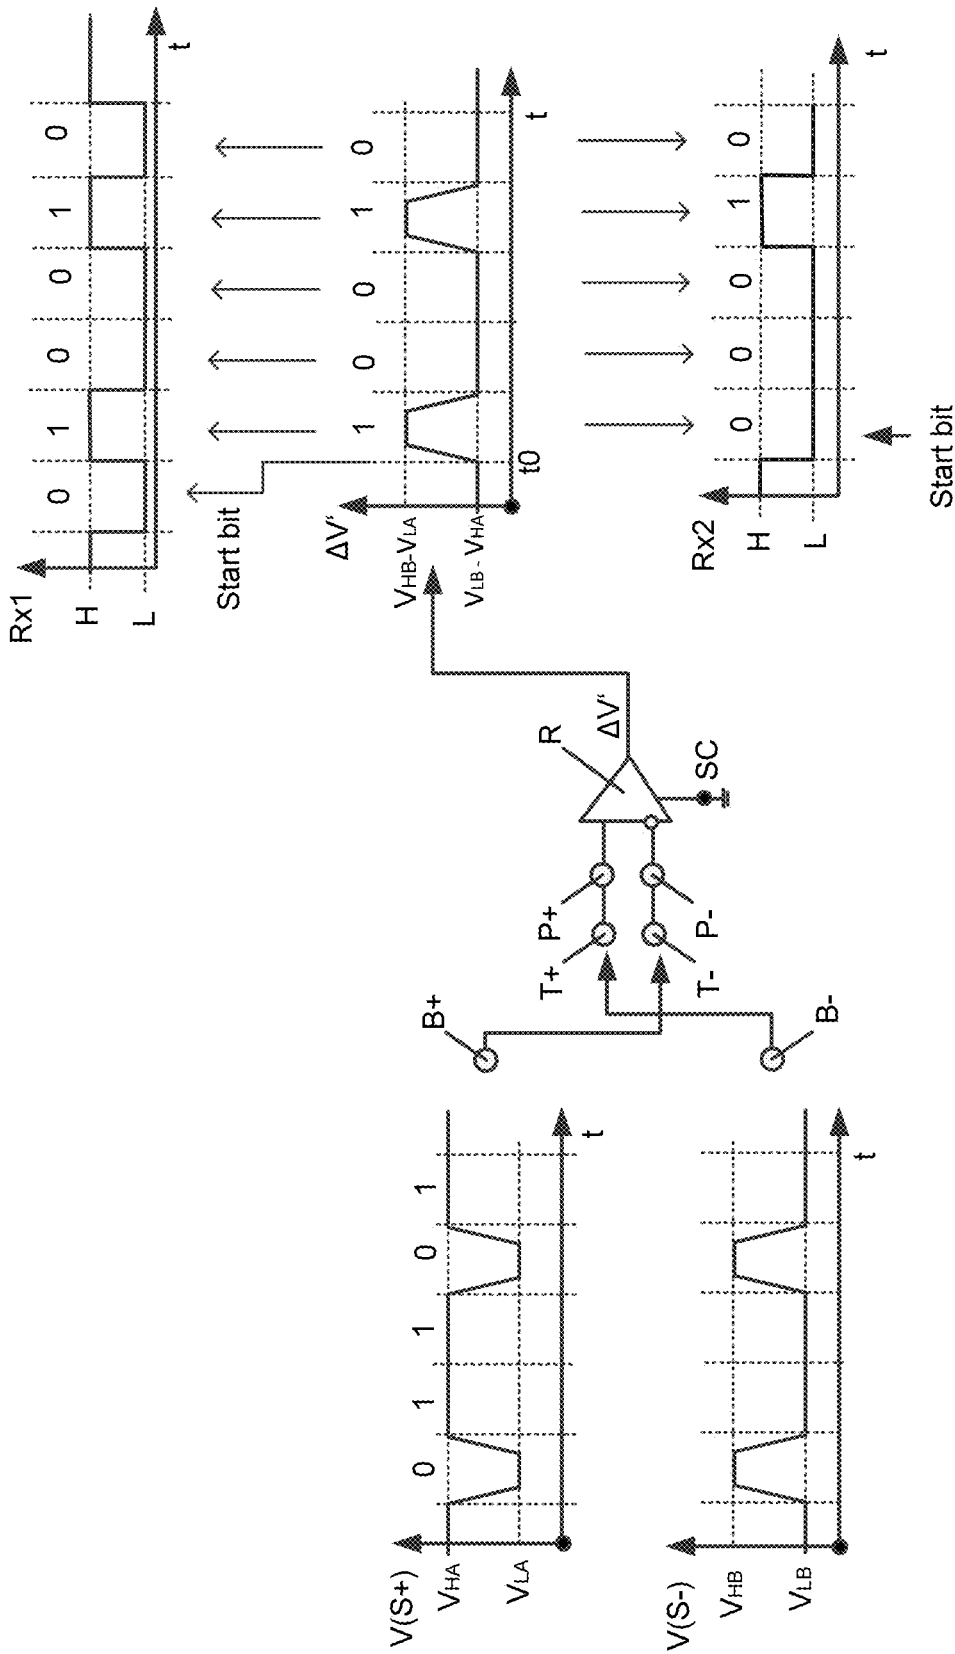 V(S+)
VHA
VLA
0 1 1 0 1
t
V(S-)
VHB
VLB
t
B+
B-
T+
P+
T-
P-
R
SC
ΔV'
Rx1
H
L
0 1 0 0 1 0
t
Start bit
ΔV'
VHB-VLA
VLB - VHA
1 0 0 1 0
t0
t
Rx2
H
L
0 0 0 1 0
t
Start bit